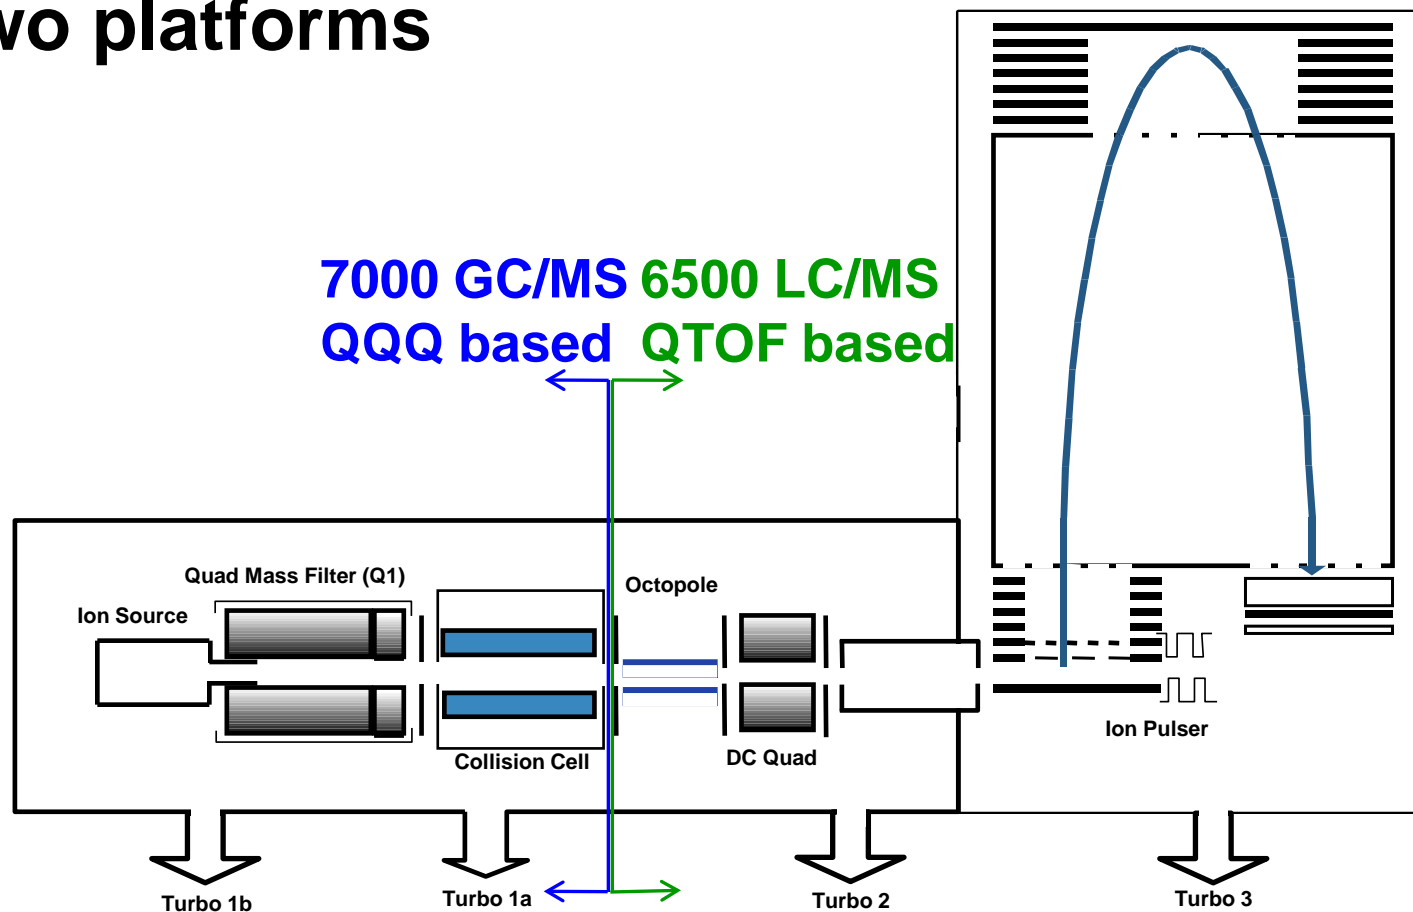 platforms
7000 GC/MS 6500 LC/MS
QQQ based QTOF based
Quad Mass Filter (Q1)
Octopole
Ion Source
Ion Pulser
Collision Cell
DC Quad
Turbo 1b
Turbo 1a
Turbo 2
Turbo 3